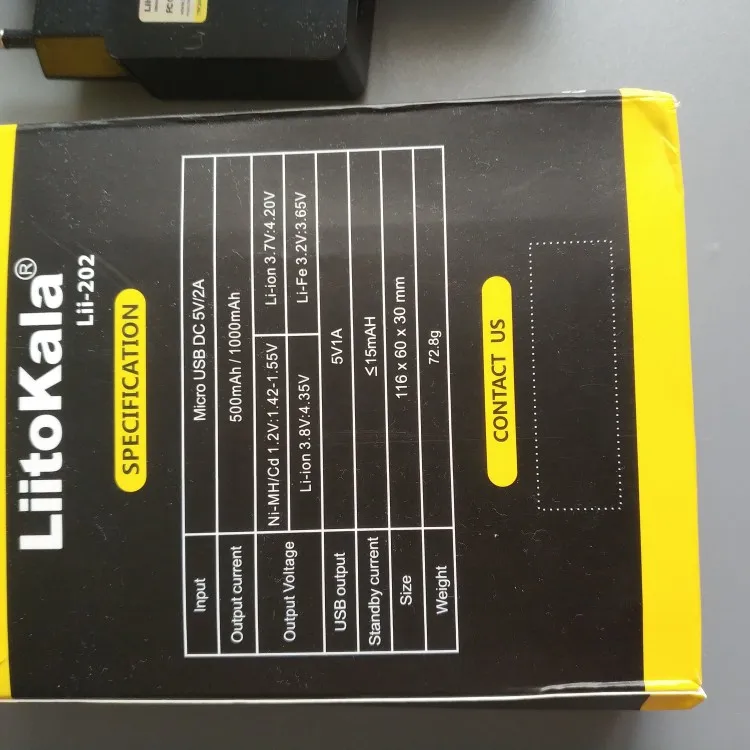 LiitoKala®
Lii-202
SPECIFICATION
Input Micro USB DC 5V/2A
Output current 500mAh / 1000mAh
Output Voltage Ni-MH/Cd 1.2V:1.42-1.55V Li-ion 3.7V:4.20V
Li-ion 3.8V:4.35V Li-Fe 3.2V:3.65V
USB output 5V1A
Standby current ≤15mAH
Size 116 x 60 x 30 mm
Weight 72.8g
CONTACT US